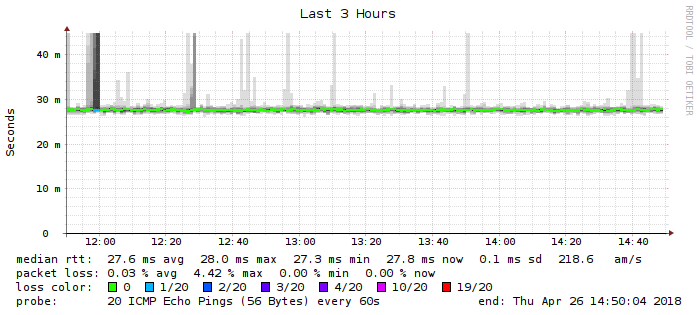 Last 3 Hours
RRDTOOL / TOBI OETIKER
Seconds
40 m
30 m
20 m
10 m
0
12:00 12:20 12:40 13:00 13:20 13:40 14:00 14:20 14:40
median rtt: 27.6 ms avg 28.0 ms max 27.3 ms min 27.8 ms now 0.1 ms sd 218.6 am/s
packet loss: 0.03 % avg 4.42 % max 0.00 % min 0.00 % now
loss color: 0 1/20 2/20 3/20 4/20 10/20 19/20
probe: 20 ICMP Echo Pings (56 Bytes) every 60s end: Thu Apr 26 14:50:04 2018